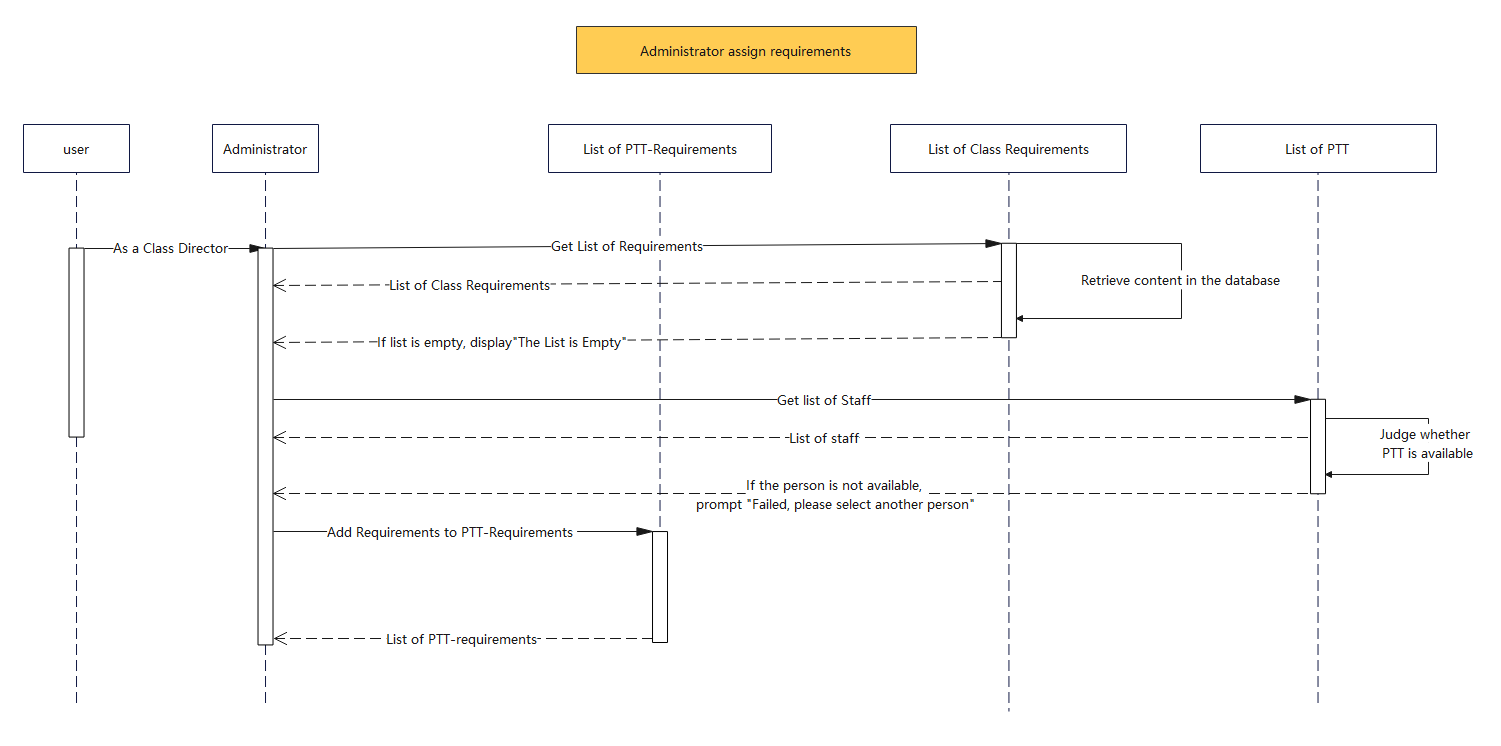 Administrator assign requirements
user
Administrator
List of PTT-Requirements
List of Class Requirements
List of PTT
As a Class Director
Get List of Requirements
Retrieve content in the database
List of Class Requirements
If list is empty, display"The List is Empty"
Get list of Staff
List of staff
Judge whether
PTT is available
If the person is not available,
prompt "Failed, please select another person"
Add Requirements to PTT-Requirements
List of PTT-requirements